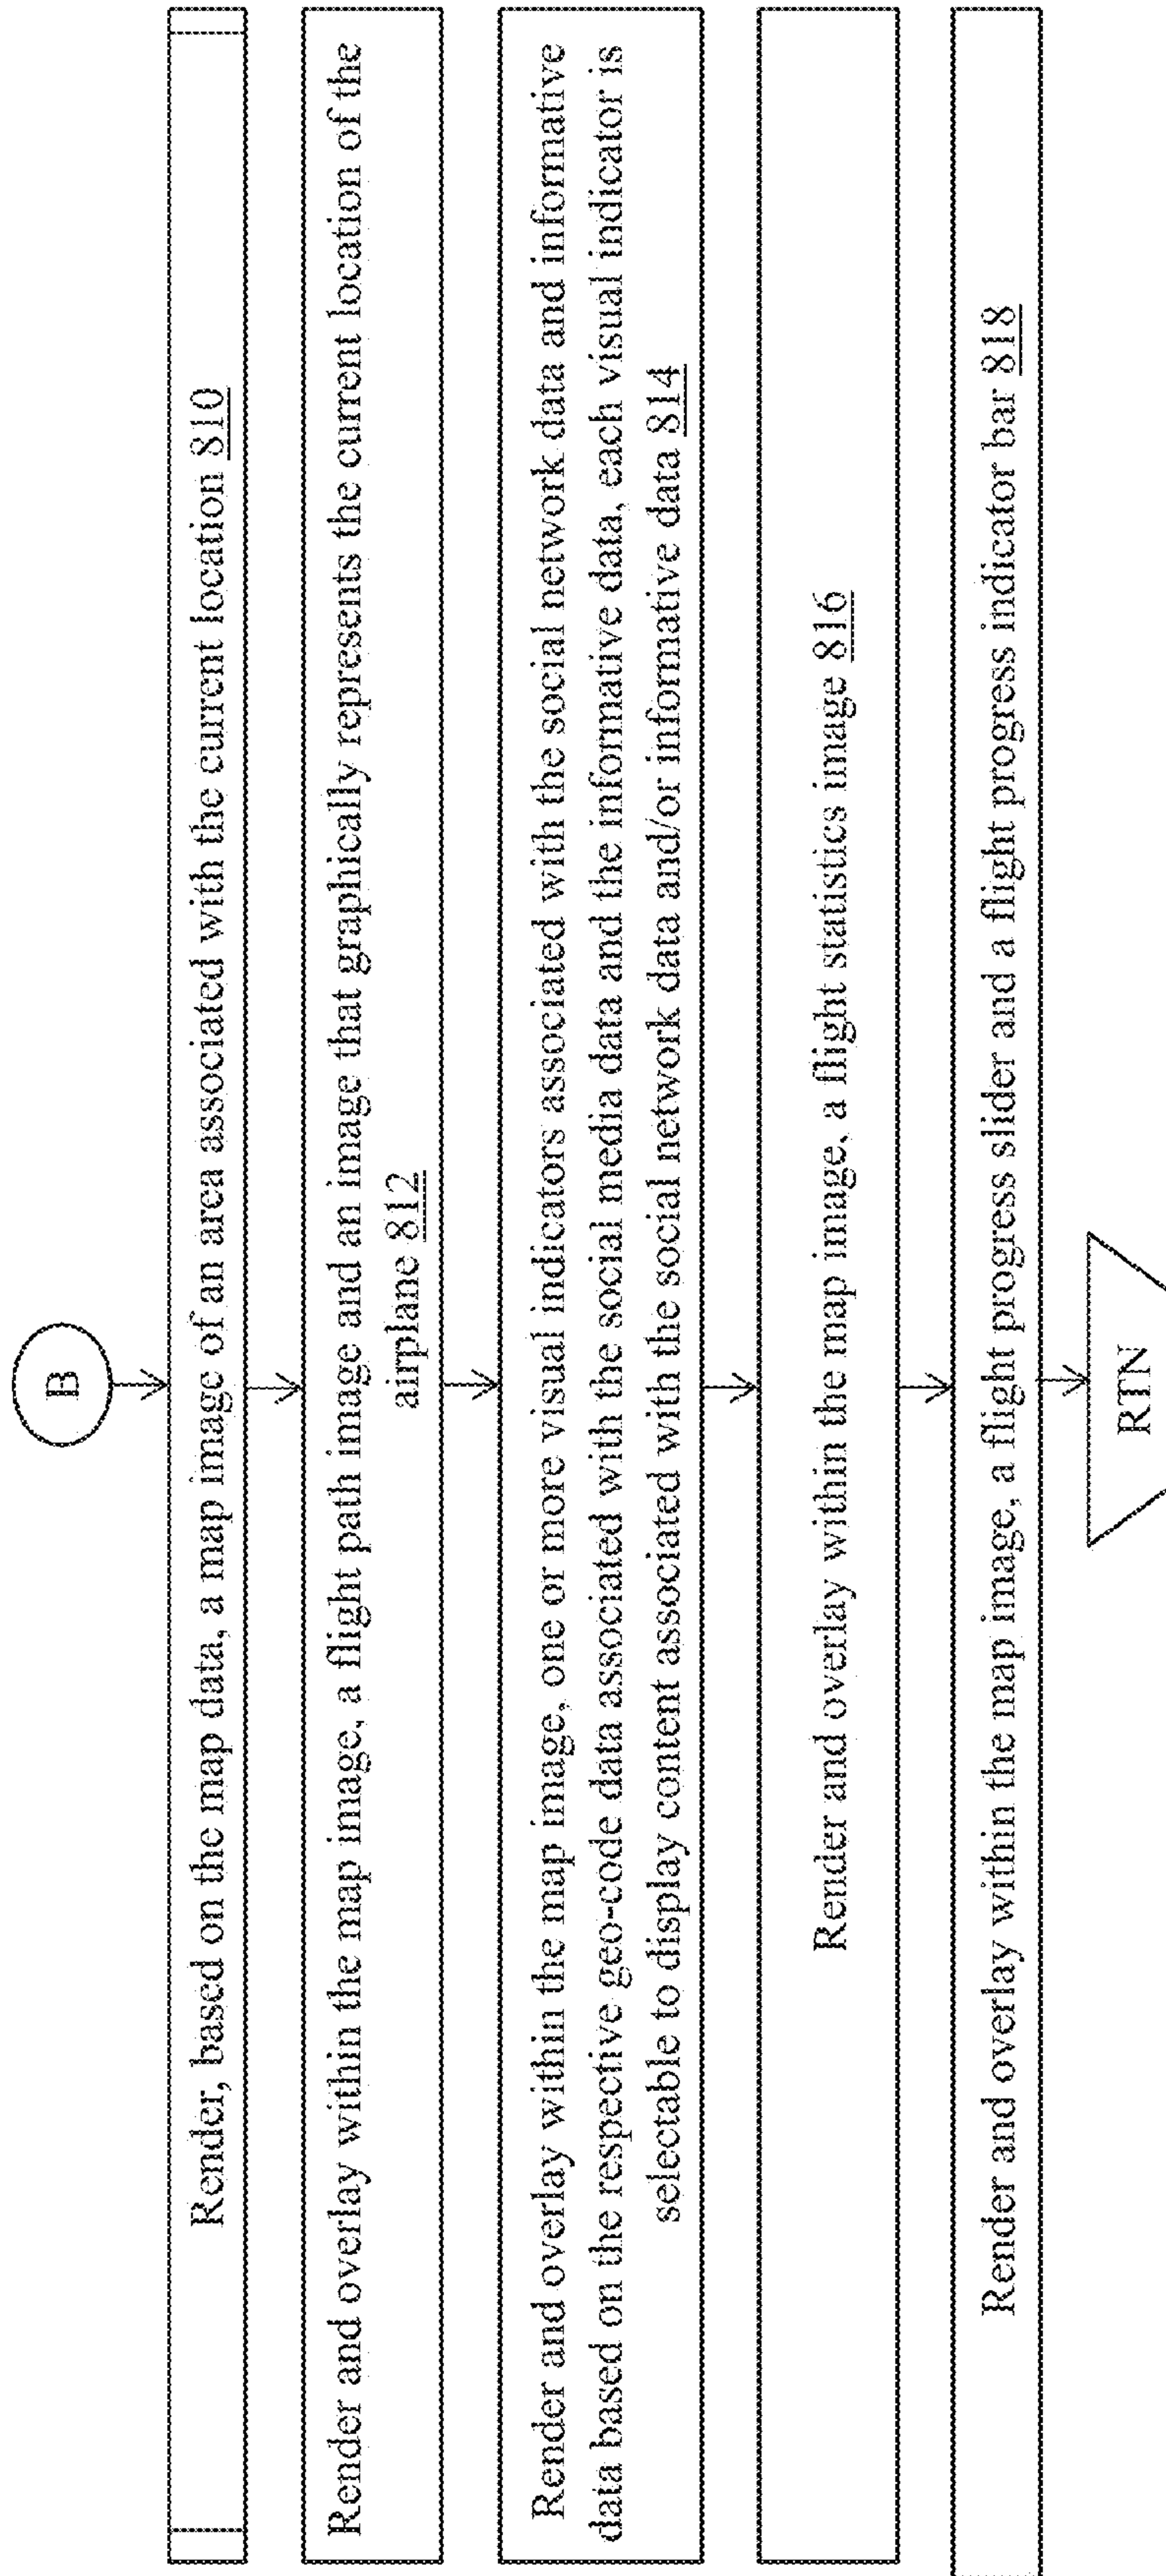 B
Render, based on the map data, a map image of an area associated with the current location 810
Render and overlay within the map image, a flight path image and an image that graphically represents the current location of the
airplane 812
Render and overlay within the map image, one or more visual indicators associated with the social network data and informative
data based on the respective geo-code data associated with the social media data and the informative data, each visual indicator is
selectable to display content associated with the social network data and/or informative data 814
Render and overlay within the map image, a flight statistics image 816
Render and overlay within the map image, a flight progress slider and a flight progress indicator bar 818
RTN